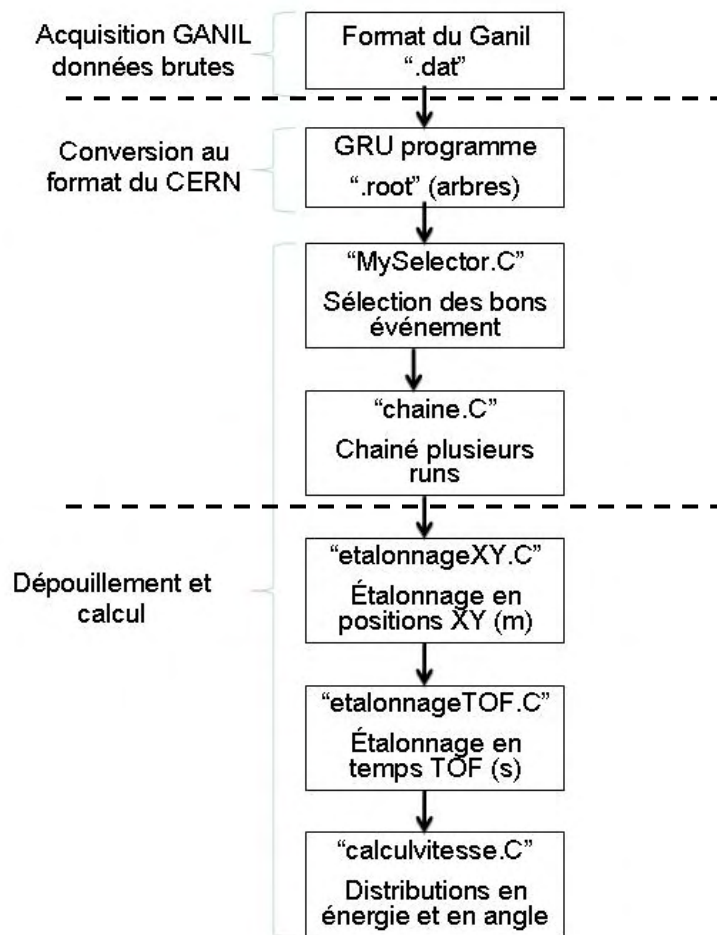 Acquisition GANIL
données brutes
Format du Ganil
“.dat”
Conversion au
format du CERN
GRU programme
“.root” (arbres)
“MySelector.C”
Sélection des bons
événement
“chaine.C”
Chainé plusieurs
runs
Dépouillement et
calcul
“etalonnageXY.C”
Étalonnage en
positions XY (m)
“etalonnageTOF.C”
Étalonnage en
temps TOF (s)
“calculvitesse.C”
Distributions en
énergie et en angle